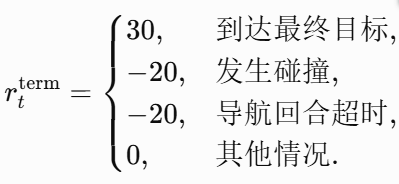 30, 到达最终目标,
−20, 发生碰撞,
r_t^term = { −20, 导航回合超时,
0, 其他情况.